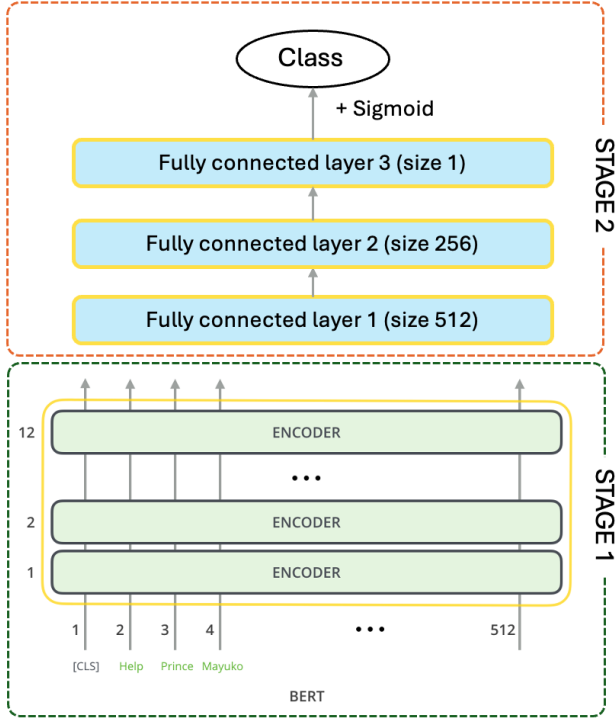 Class
+ Sigmoid
Fully connected layer 3 (size 1)
Fully connected layer 2 (size 256)
Fully connected layer 1 (size 512)
STAGE 2
12 ENCODER
...
2 ENCODER
1 ENCODER
1 2 3 4 ... 512
[CLS] Help Prince Mayuko
BERT
STAGE 1